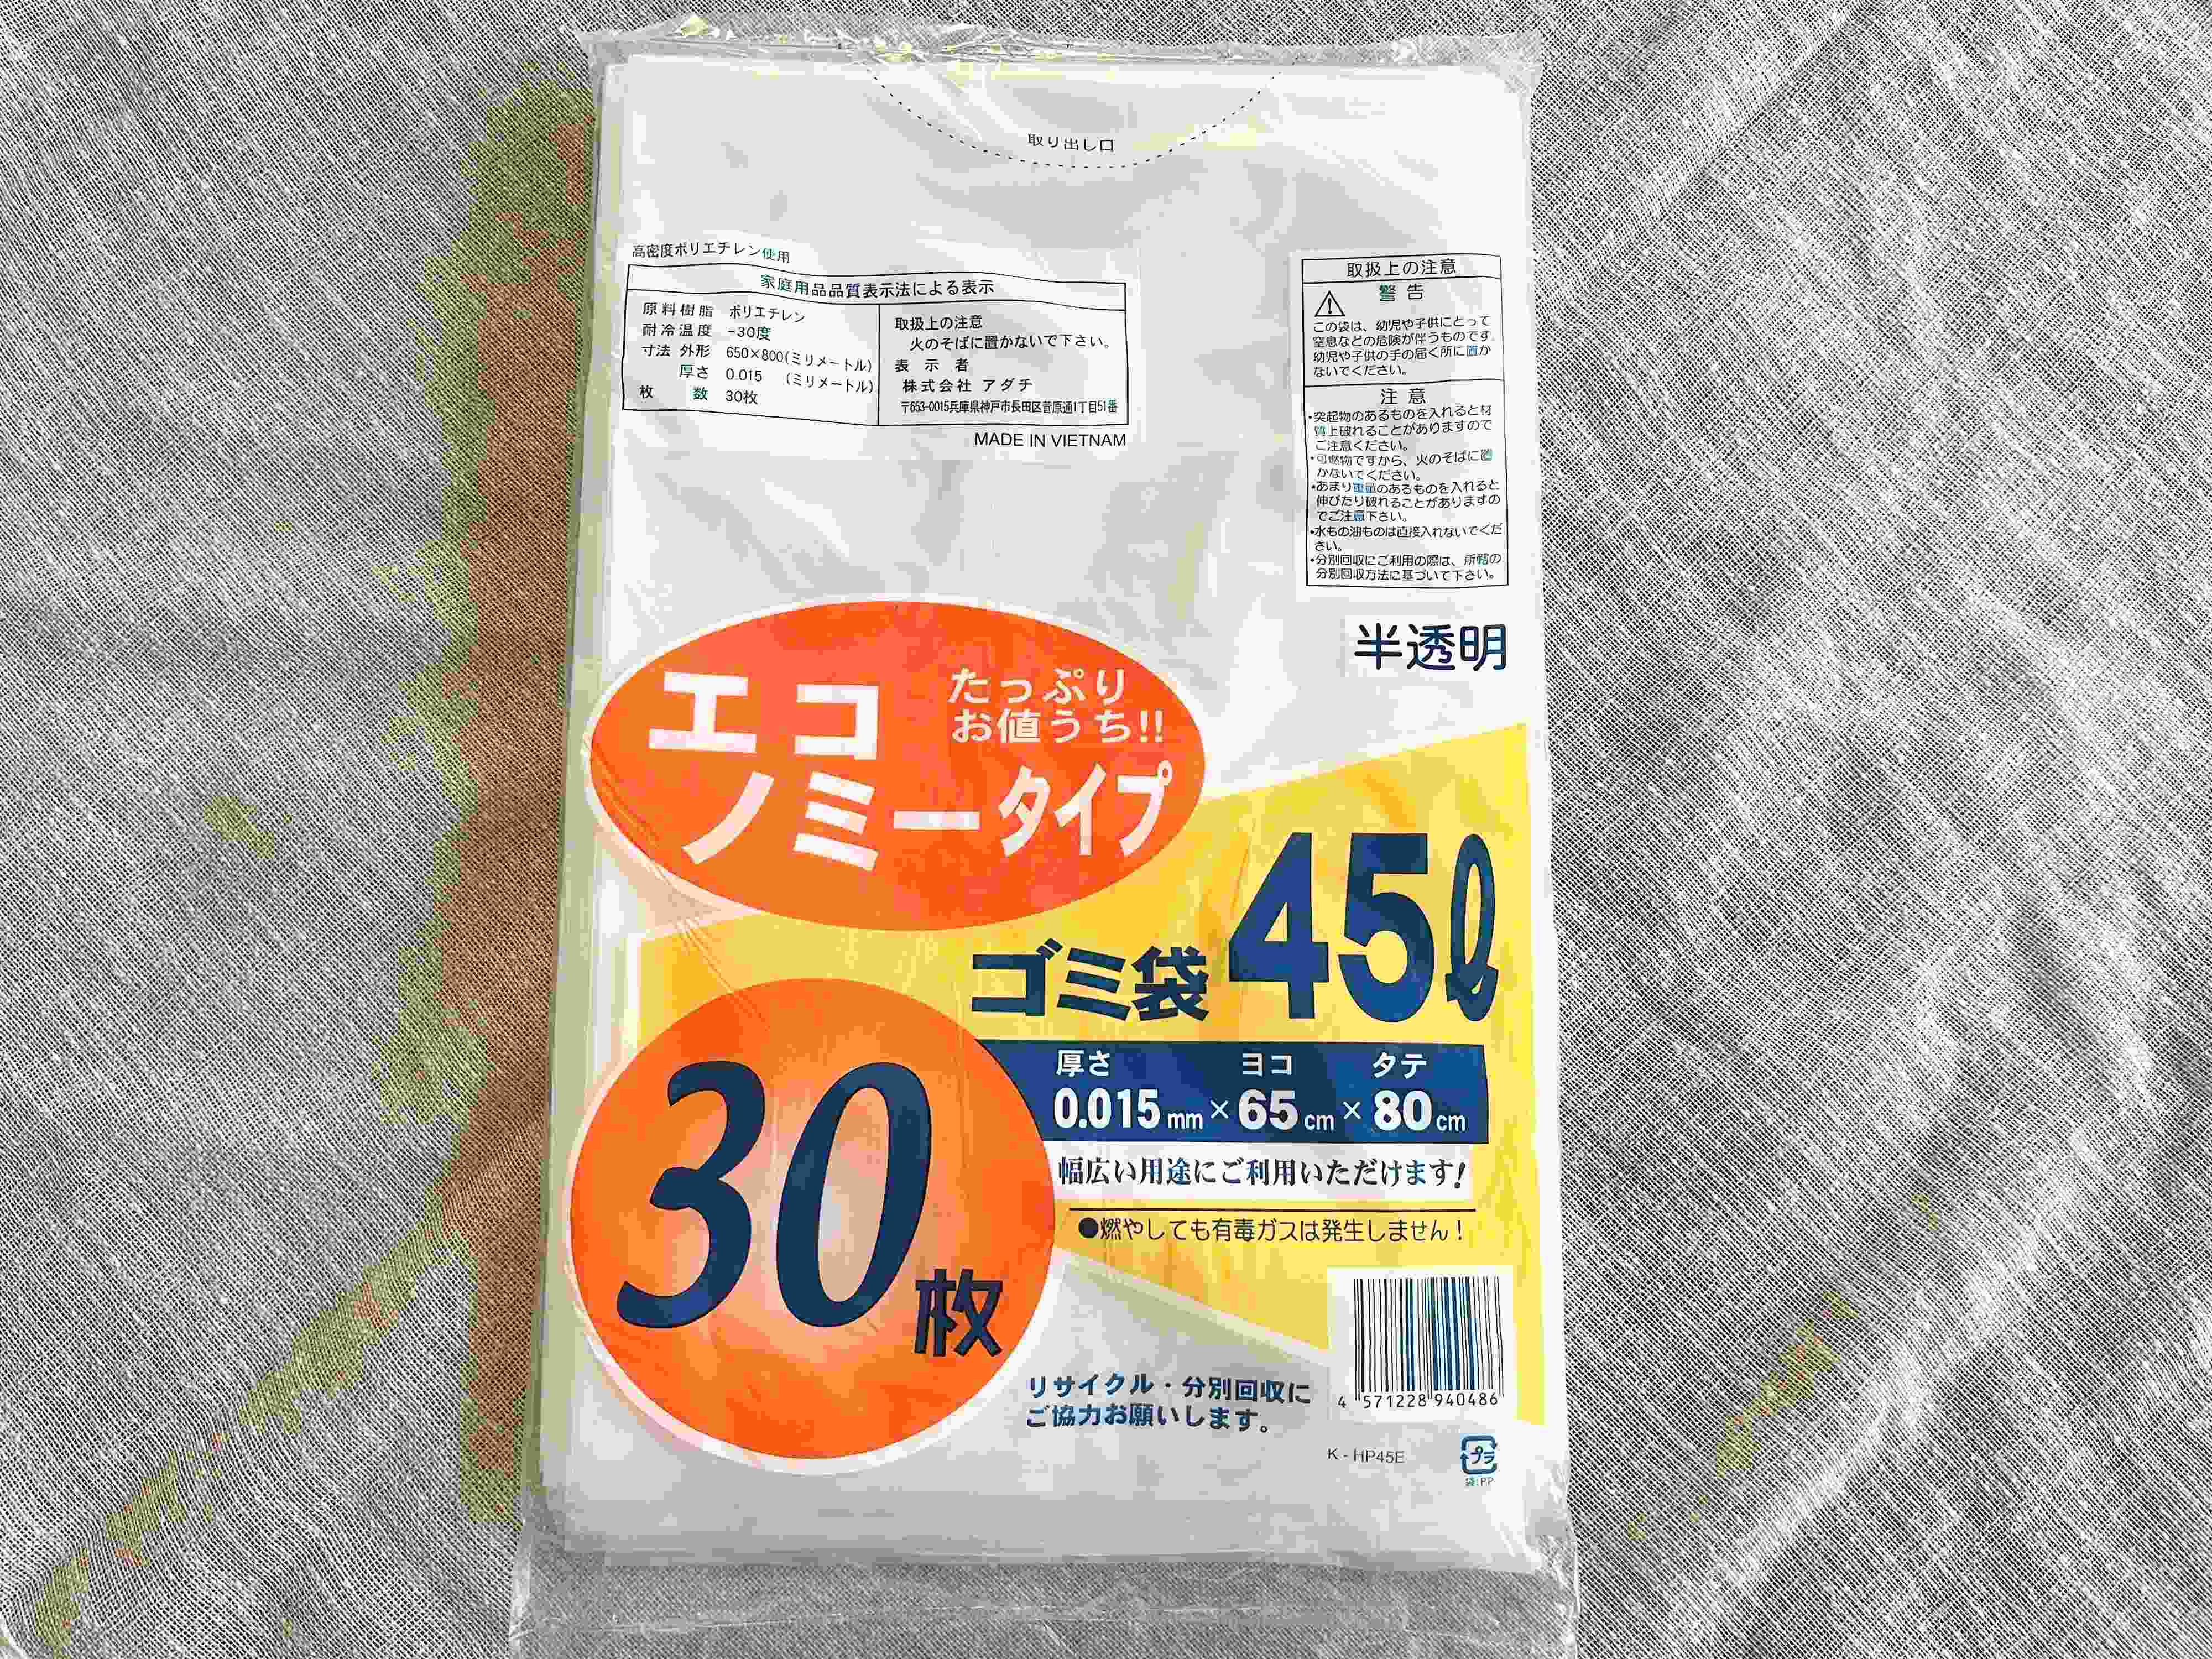 取り出し口
高密度ポリエチレン使用
家庭用品品質表示法による表示
原料樹脂 ポリエチレン
耐冷温度 -30度
寸法 外形 650×800(ミリメートル)
厚さ 0.015 (ミリメートル)
枚 数 30枚
取扱上の注意
火のそばに置かないで下さい。
表 示 者
株式会社 アダチ
〒653-0015兵庫県神戸市長田区菅原通1丁目51番
MADE IN VIETNAM
取扱上の注意
警告
この袋は、幼児や子供にとって
窒息などの危険が伴うものです。
幼児や子供の手の届く所に置か
ないでください。
注意
・突起物のあるものを入れると材
質上破れることがありますので
ご注意ください。
・可燃物ですから、火のそばに置
かないでください。
・あまり重量のあるものを入れると
伸びたり破れることがありますの
でご注意下さい。
・水もの油ものは直接入れないでくだ
さい。
・分別回収にご利用の際は、所轄の
分別回収方法に基づいて下さい。
半透明
エコ
ノミータイプ
たっぷり
お値うち!!
ゴミ袋 45ℓ
厚さ ヨコ タテ
0.015mm×65cm×80cm
幅広い用途にご利用いただけます!
●燃やしても有毒ガスは発生しません!
30枚
リサイクル・分別回収に
ご協力お願いします。
4 571228 940486
K - HP45E
プラ
袋:PP